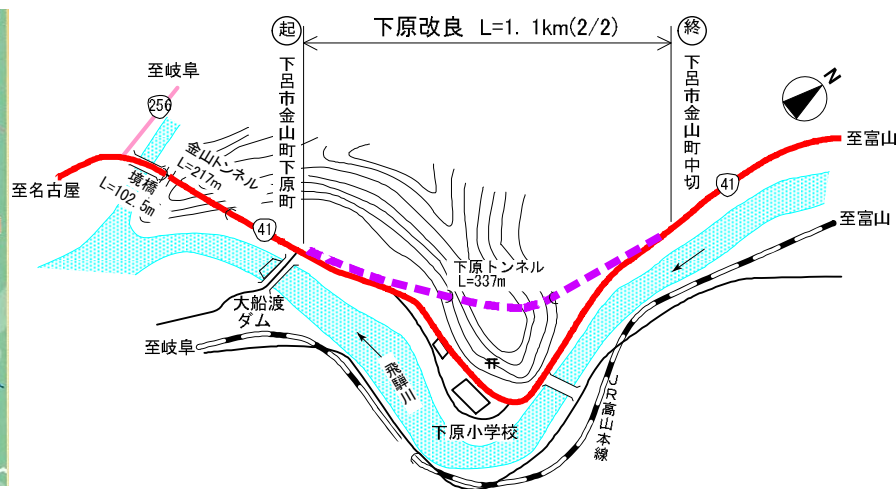 起
下原改良 L=1.1km(2/2)
終
下呂市金山町下原町
下呂市金山町中切
N
至岐阜
256
金山トンネル
L=217m
境橋
L=102.5m
至名古屋
41
41
至富山
至富山
下原トンネル
L=337m
大船渡
ダム
至岐阜
飛騨川
下原小学校
JR高山本線